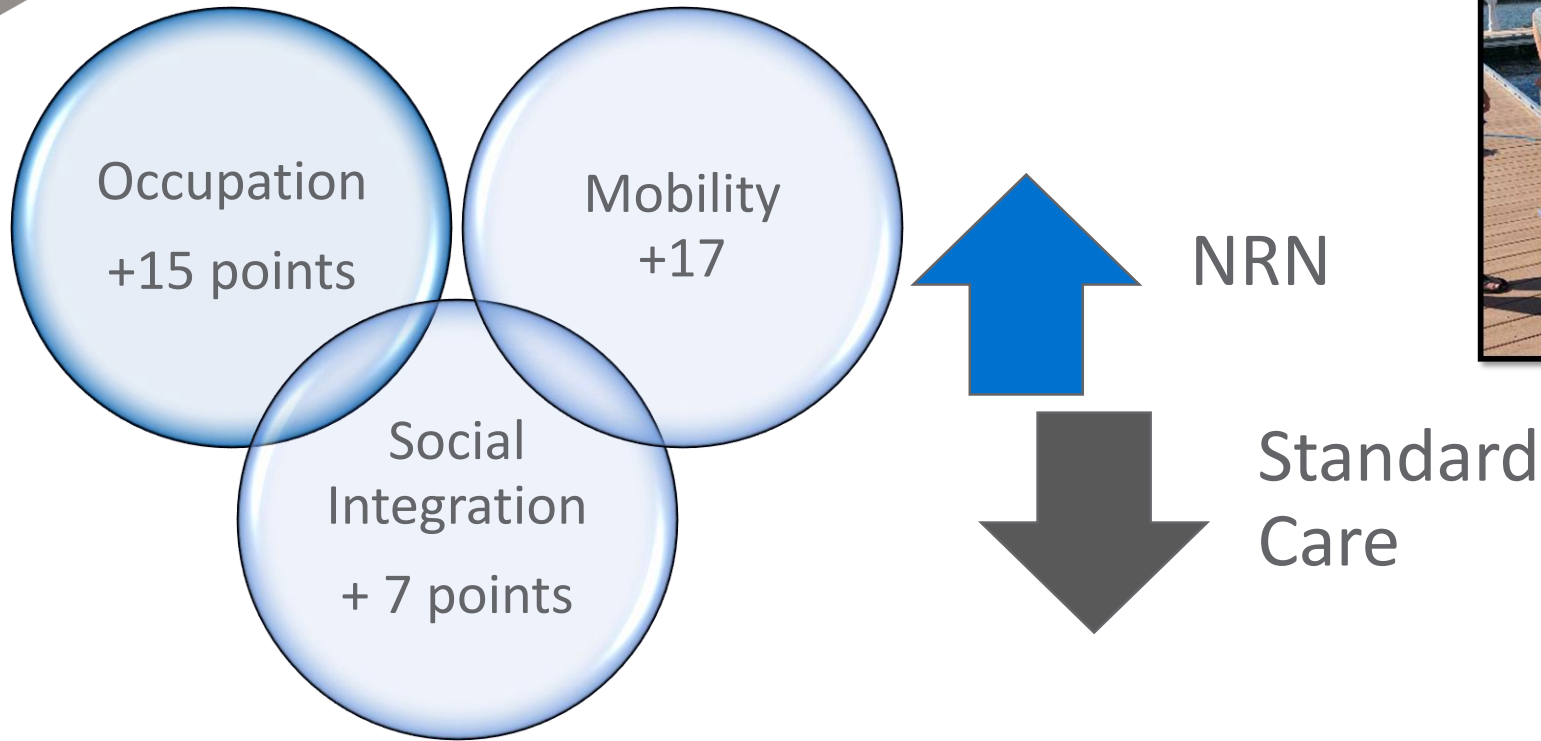 Occupation
+15 points
Mobility
+17
Social
Integration
+ 7 points
NRN
Standard
Care